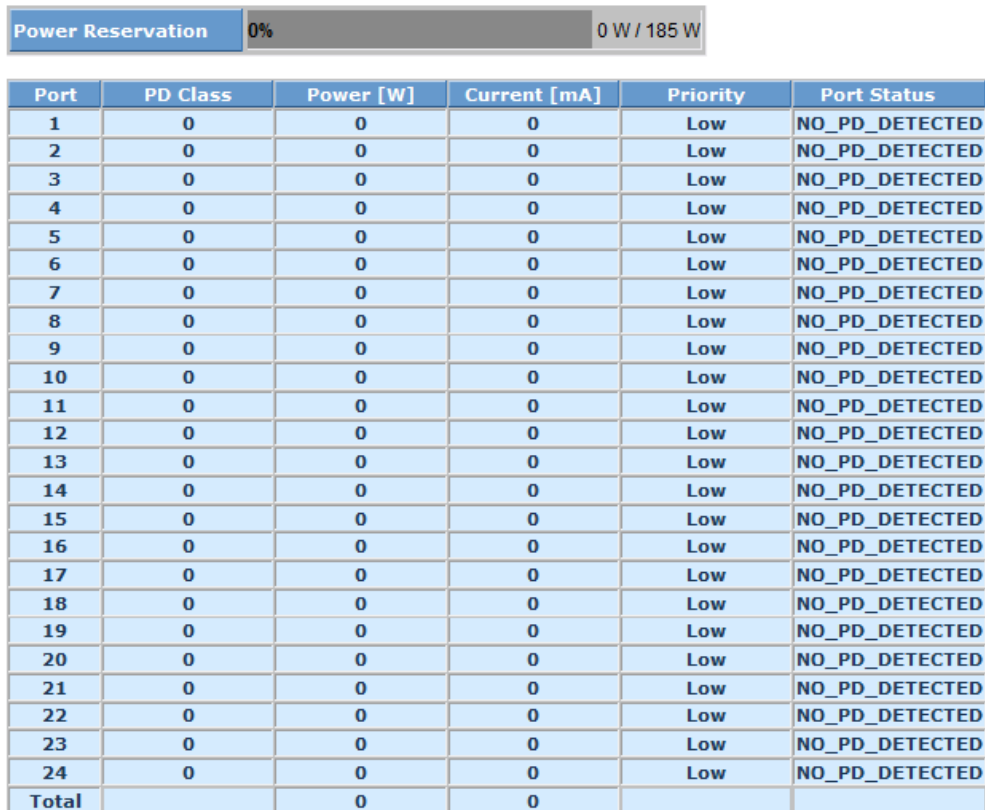 Power Reservation 0% 0 W / 185 W
Port PD Class Power [W] Current [mA] Priority Port Status
1 0 0 0 Low NO_PD_DETECTED
2 0 0 0 Low NO_PD_DETECTED
3 0 0 0 Low NO_PD_DETECTED
4 0 0 0 Low NO_PD_DETECTED
5 0 0 0 Low NO_PD_DETECTED
6 0 0 0 Low NO_PD_DETECTED
7 0 0 0 Low NO_PD_DETECTED
8 0 0 0 Low NO_PD_DETECTED
9 0 0 0 Low NO_PD_DETECTED
10 0 0 0 Low NO_PD_DETECTED
11 0 0 0 Low NO_PD_DETECTED
12 0 0 0 Low NO_PD_DETECTED
13 0 0 0 Low NO_PD_DETECTED
14 0 0 0 Low NO_PD_DETECTED
15 0 0 0 Low NO_PD_DETECTED
16 0 0 0 Low NO_PD_DETECTED
17 0 0 0 Low NO_PD_DETECTED
18 0 0 0 Low NO_PD_DETECTED
19 0 0 0 Low NO_PD_DETECTED
20 0 0 0 Low NO_PD_DETECTED
21 0 0 0 Low NO_PD_DETECTED
22 0 0 0 Low NO_PD_DETECTED
23 0 0 0 Low NO_PD_DETECTED
24 0 0 0 Low NO_PD_DETECTED
Total 0 0